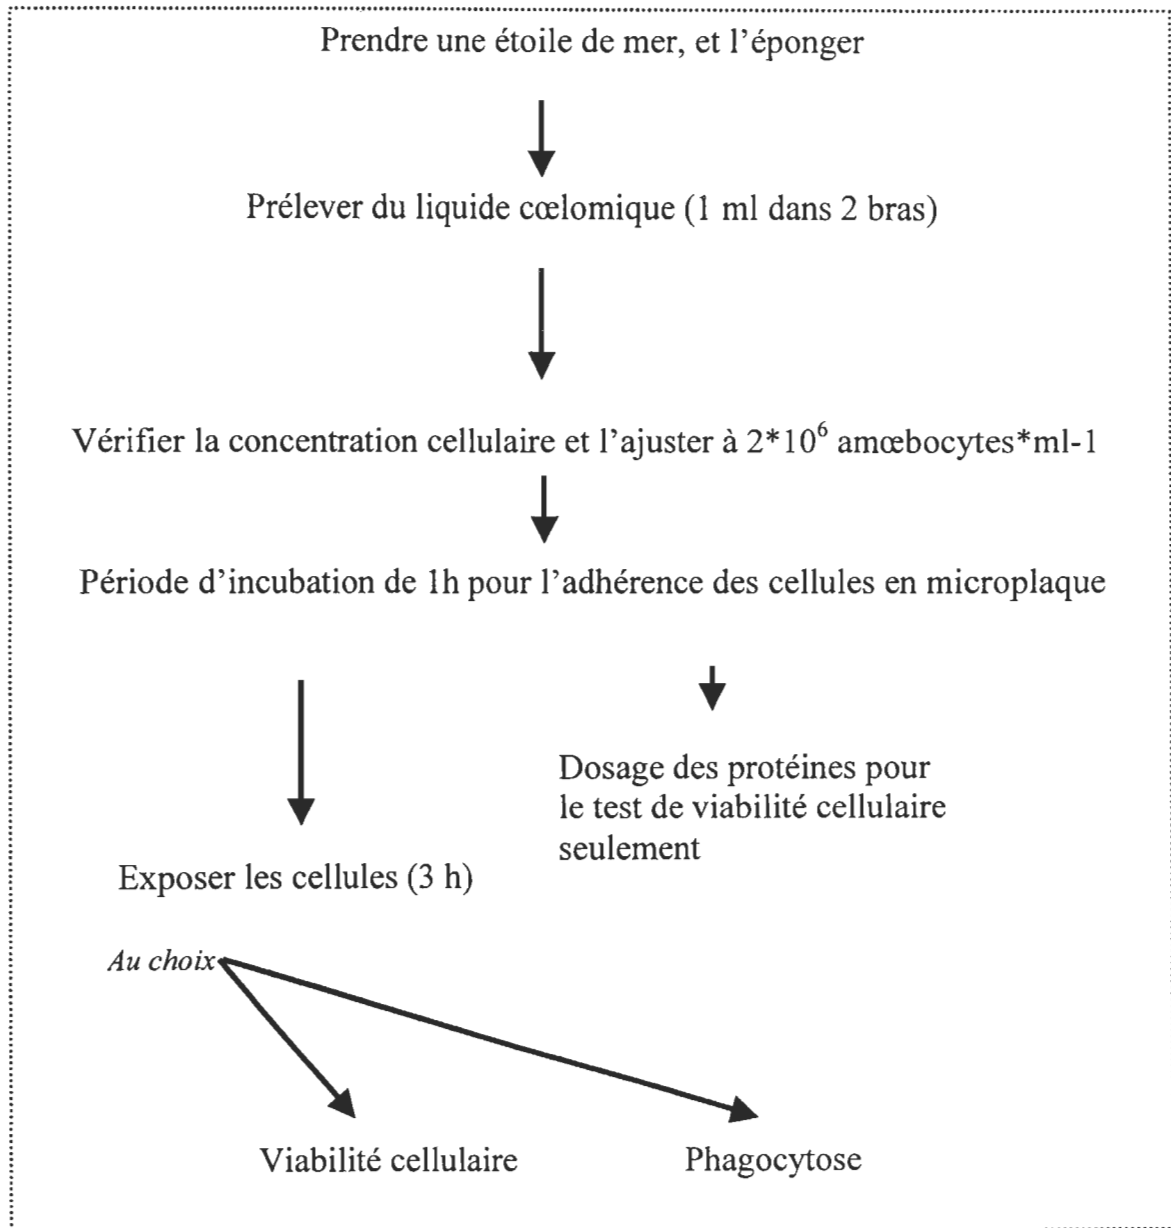 Prendre une étoile de mer, et l'éponger
Prélever du liquide cœlomique (1 ml dans 2 bras)
Vérifier la concentration cellulaire et l'ajuster à 2*10⁶ amœbocytes*ml-1
Période d'incubation de 1h pour l'adhérence des cellules en microplaque
Dosage des protéines pour
le test de viabilité cellulaire
seulement
Exposer les cellules (3 h)
Au choix
Viabilité cellulaire
Phagocytose